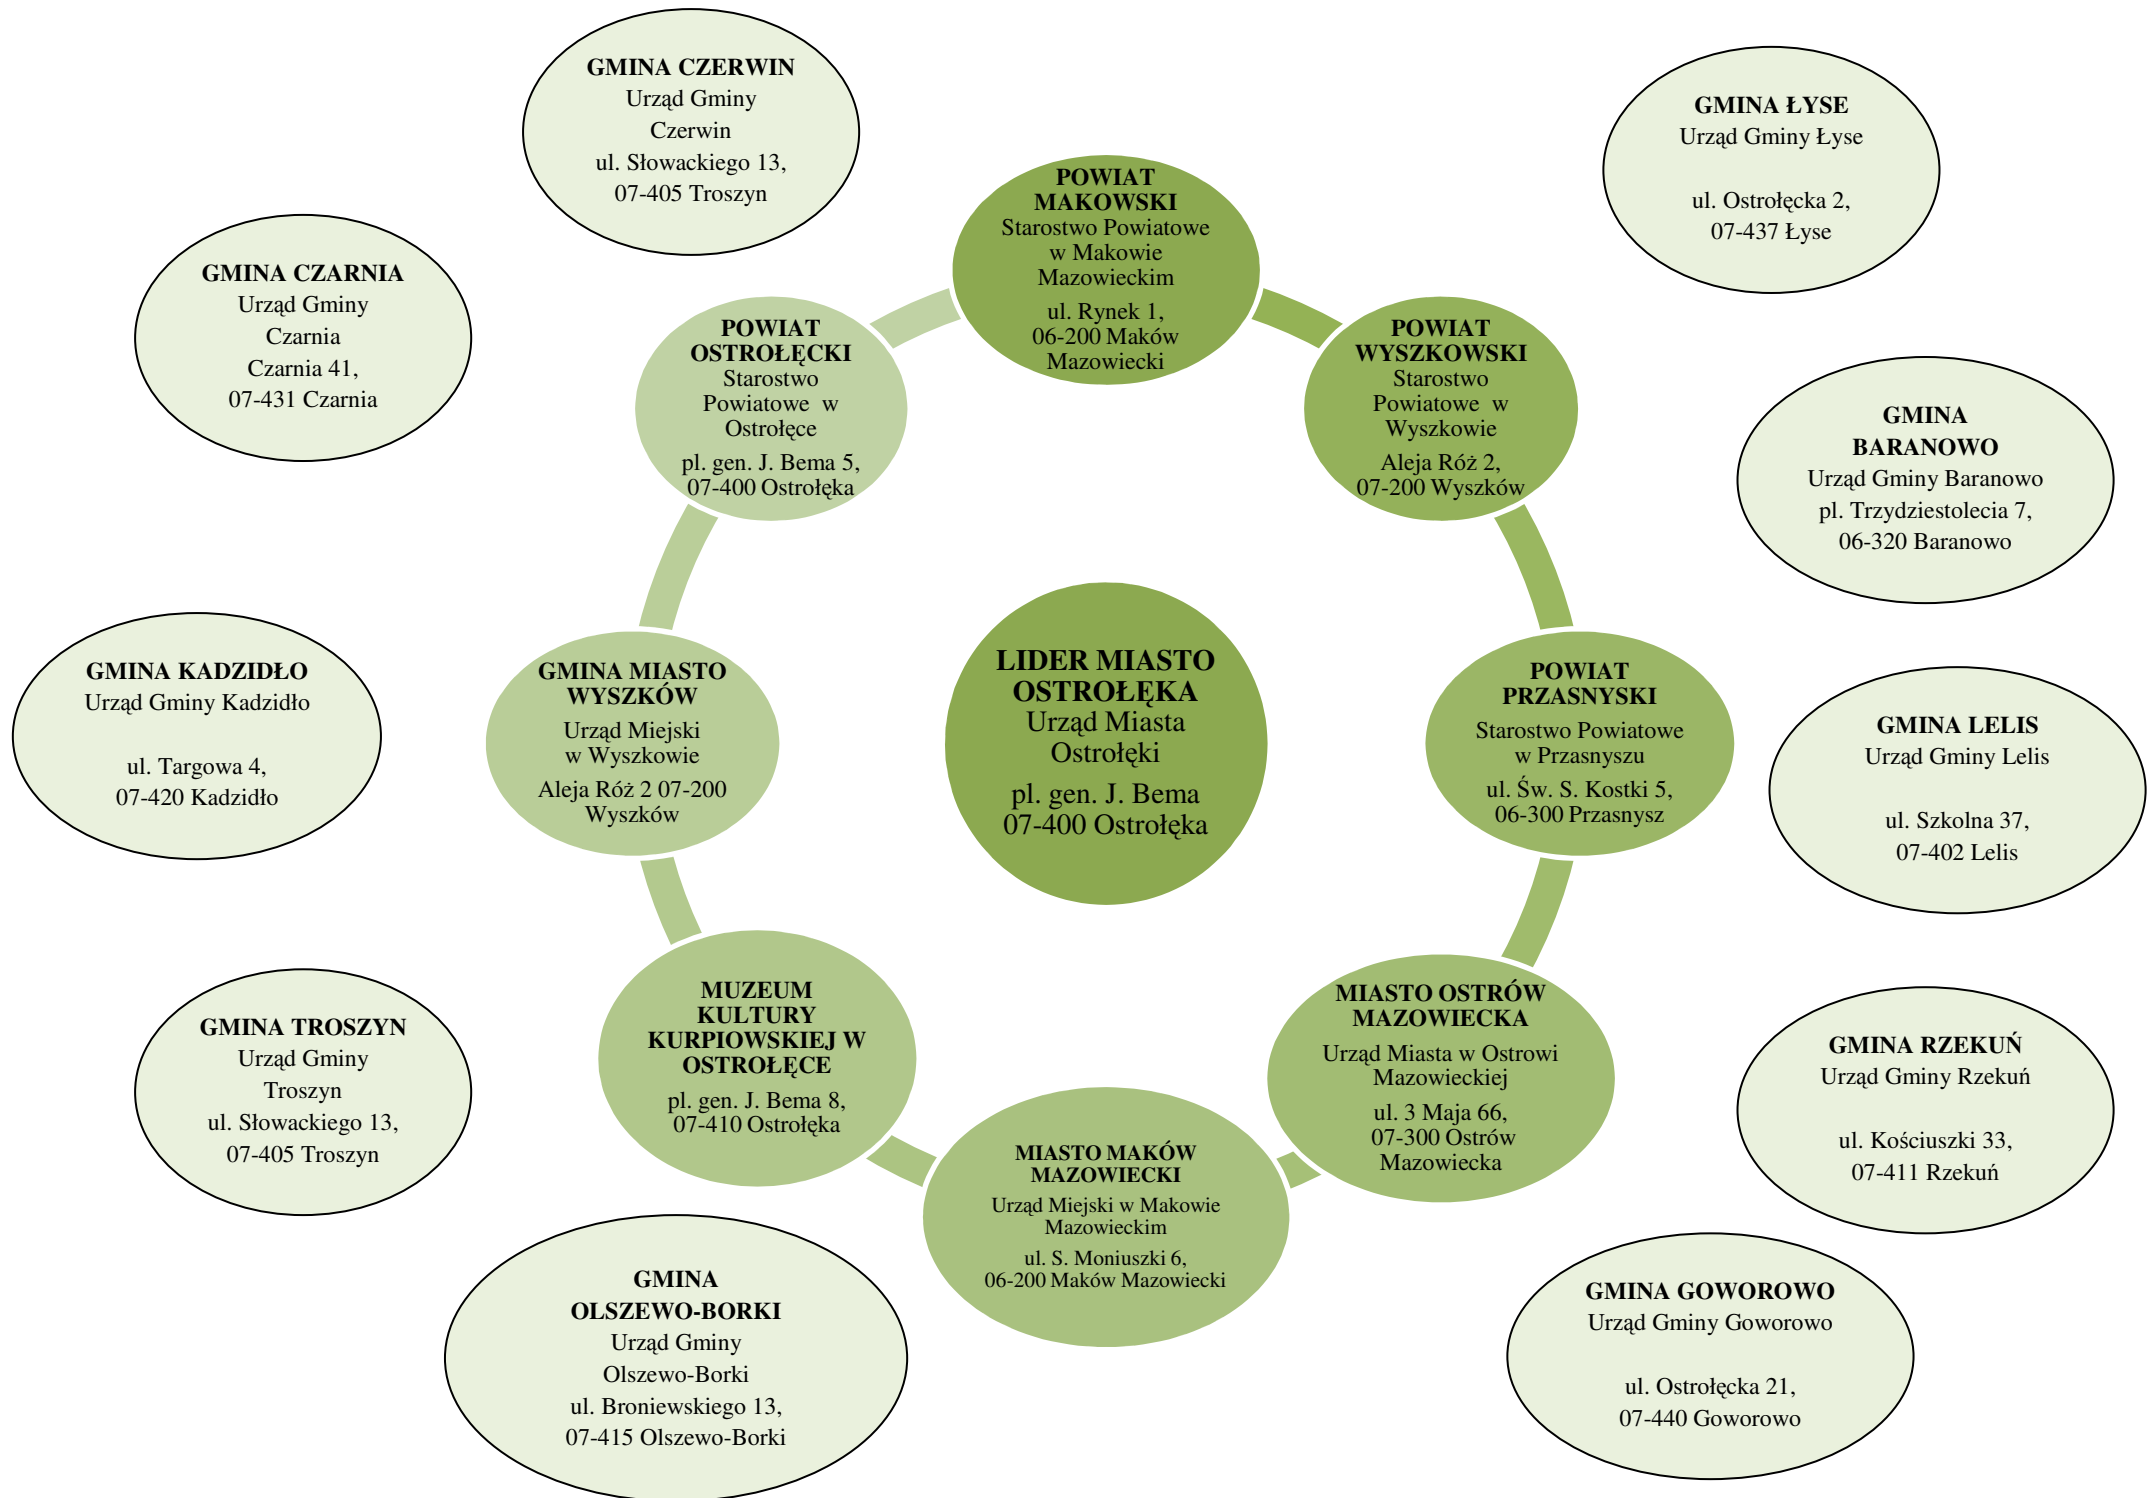 GMINA CZERWIN
Urząd Gminy
Czerwin
ul. Słowackiego 13,
07-405 Troszyn
GMINA ŁYSE
Urząd Gminy Łyse
ul. Ostrołęcka 2,
07-437 Łyse
POWIAT
MAKOWSKI
Starostwo Powiatowe
w Makowie
Mazowieckim
ul. Rynek 1,
06-200 Maków
Mazowiecki
GMINA CZARNIA
Urząd Gminy
Czarnia
Czarnia 41,
07-431 Czarnia
POWIAT
OSTROŁĘCKI
Starostwo
Powiatowe w
Ostrołęce
pl. gen. J. Bema 5,
07-400 Ostrołęka
POWIAT
WYSZKOWSKI
Starostwo
Powiatowe w
Wyszkowie
Aleja Róż 2,
07-200 Wyszków
GMINA
BARANOWO
Urząd Gminy Baranowo
pl. Trzydziestolecia 7,
06-320 Baranowo
GMINA KADZIDŁO
Urząd Gminy Kadzidło
ul. Targowa 4,
07-420 Kadzidło
GMINA MIASTO
WYSZKÓW
Urząd Miejski
w Wyszkowie
Aleja Róż 2 07-200
Wyszków
LIDER MIASTO
OSTROŁĘKA
Urząd Miasta
Ostrołęki
pl. gen. J. Bema
07-400 Ostrołęka
POWIAT
PRZASNYSKI
Starostwo Powiatowe
w Przasnyszu
ul. Św. S. Kostki 5,
06-300 Przasnysz
GMINA LELIS
Urząd Gminy Lelis
ul. Szkolna 37,
07-402 Lelis
GMINA TROSZYN
Urząd Gminy
Troszyn
ul. Słowackiego 13,
07-405 Troszyn
MUZEUM
KULTURY
KURPIOWSKIEJ W
OSTROŁĘCE
pl. gen. J. Bema 8,
07-410 Ostrołęka
MIASTO OSTRÓW
MAZOWIECKA
Urząd Miasta w Ostrowi
Mazowieckiej
ul. 3 Maja 66,
07-300 Ostrów
Mazowiecka
GMINA RZEKUŃ
Urząd Gminy Rzekuń
ul. Kościuszki 33,
07-411 Rzekuń
MIASTO MAKÓW
MAZOWIECKI
Urząd Miejski w Makowie
Mazowieckim
ul. S. Moniuszki 6,
06-200 Maków Mazowiecki
GMINA
OLSZEWO-BORKI
Urząd Gminy
Olszewo-Borki
ul. Broniewskiego 13,
07-415 Olszewo-Borki
GMINA GOWOROWO
Urząd Gminy Goworowo
ul. Ostrołęcka 21,
07-440 Goworowo